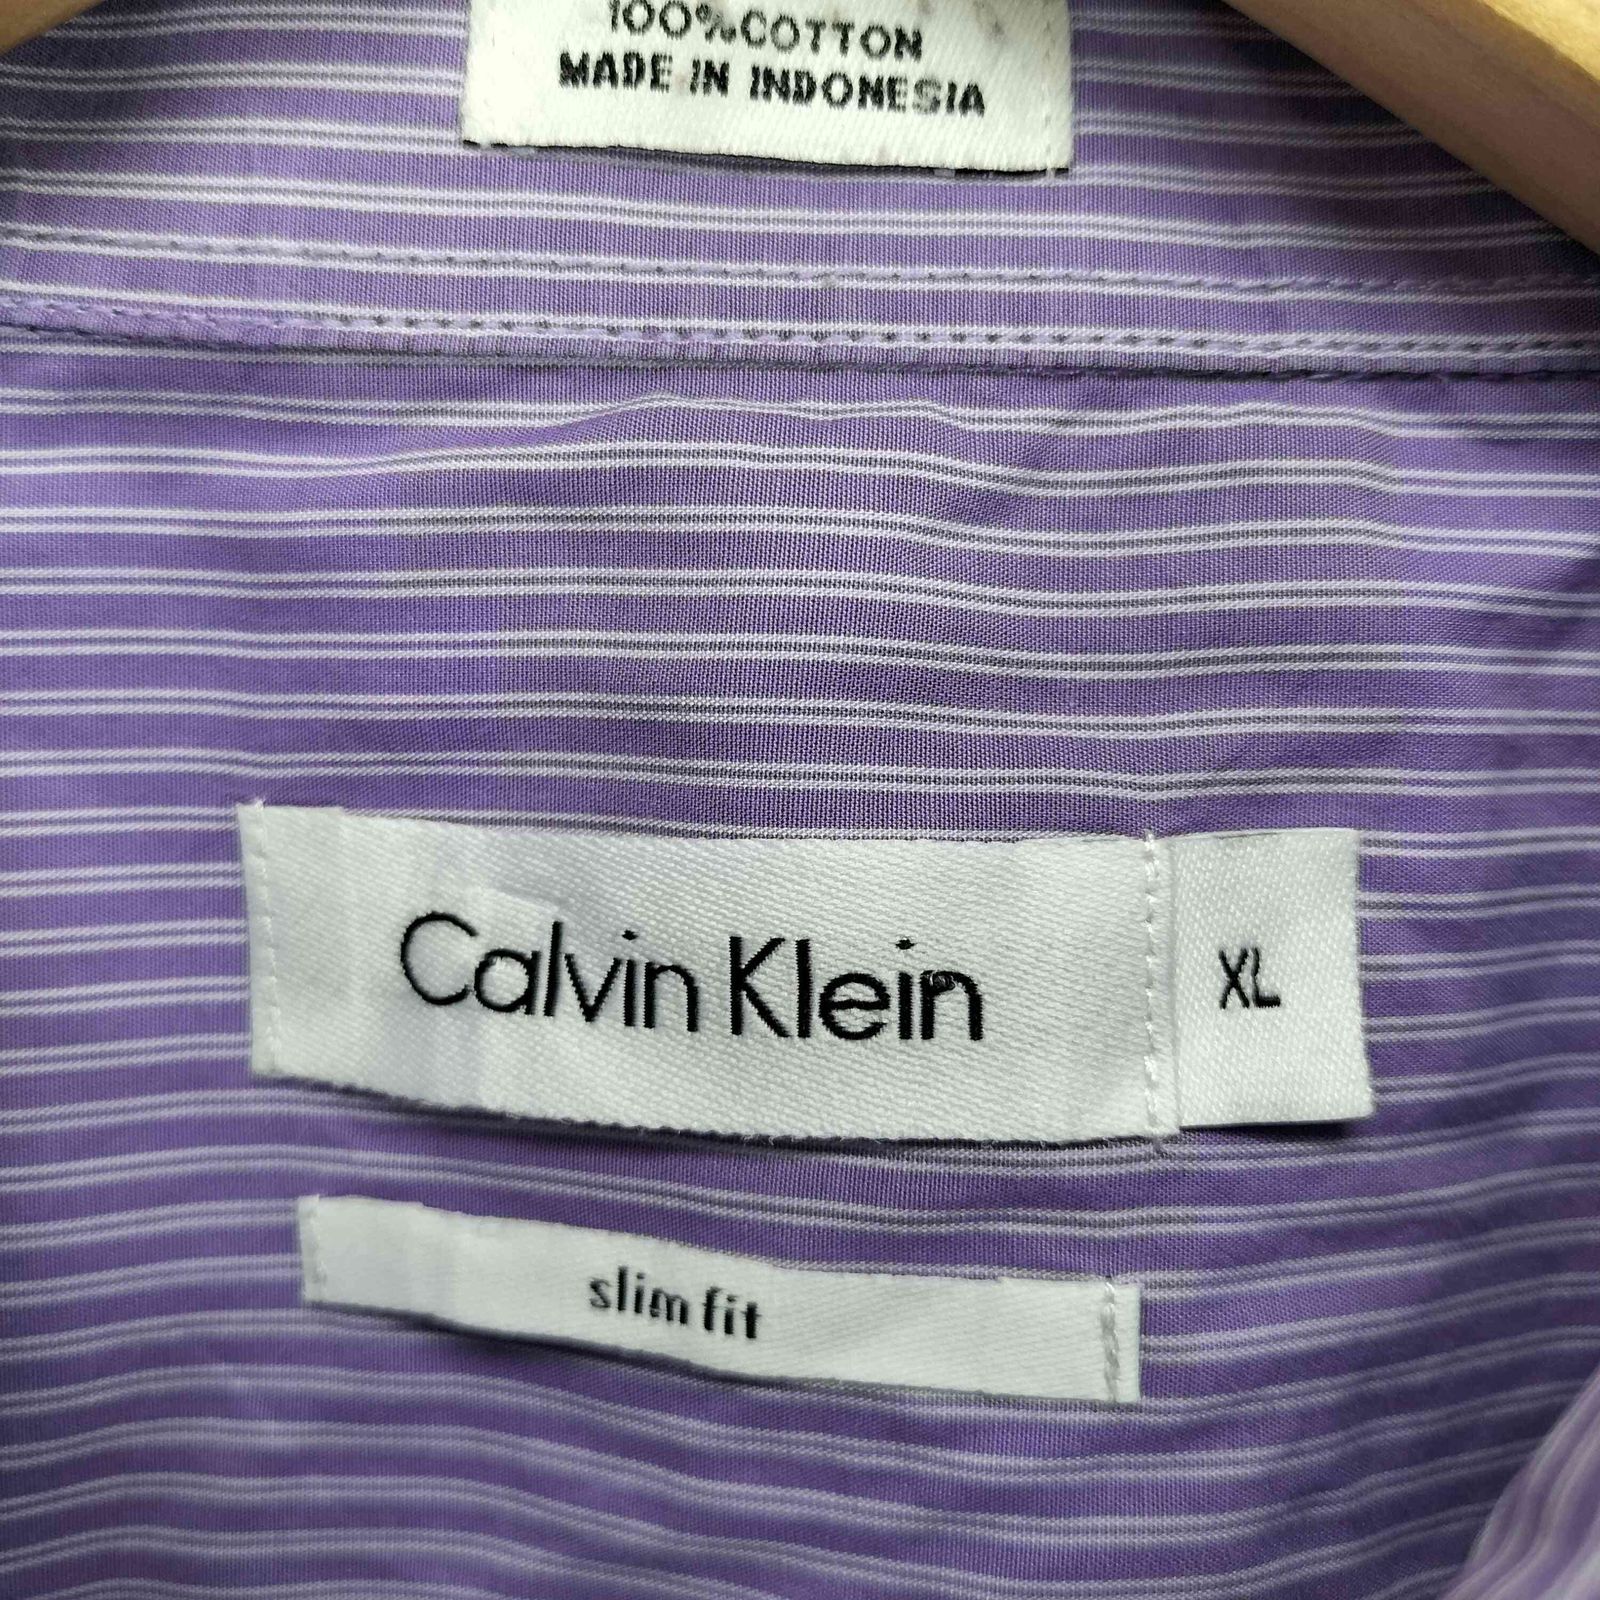 100%COTTON
MADE IN INDONESIA
Calvin Klein
XL
slim fit